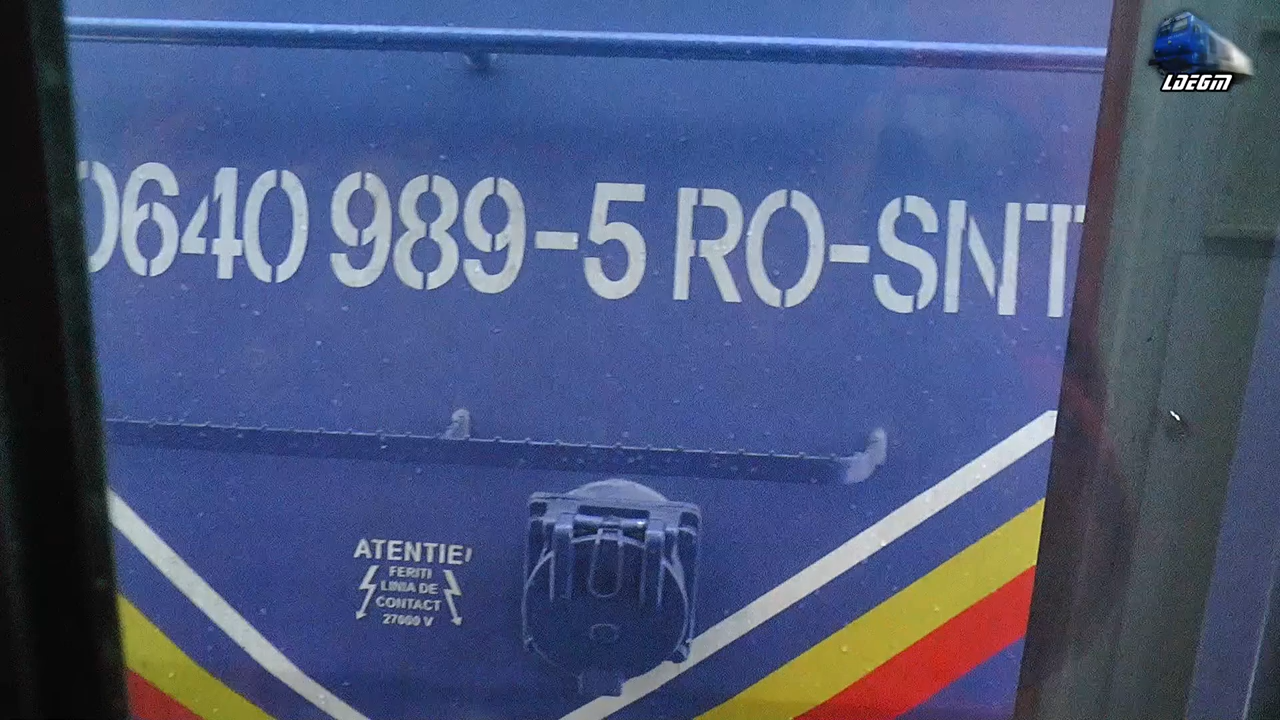 LDEGM
0640 989-5 RO-SNT
ATENTIE!
FERITI
LINIA DE
CONTACT
27000 V